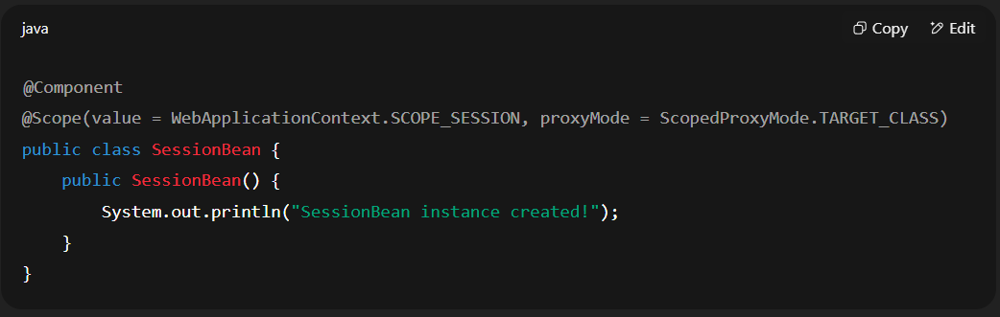 java
Copy
Edit
@Component
@Scope(value = WebApplicationContext.SCOPE_SESSION, proxyMode = ScopedProxyMode.TARGET_CLASS)
public class SessionBean {
    public SessionBean() {
        System.out.println("SessionBean instance created!");
    }
}